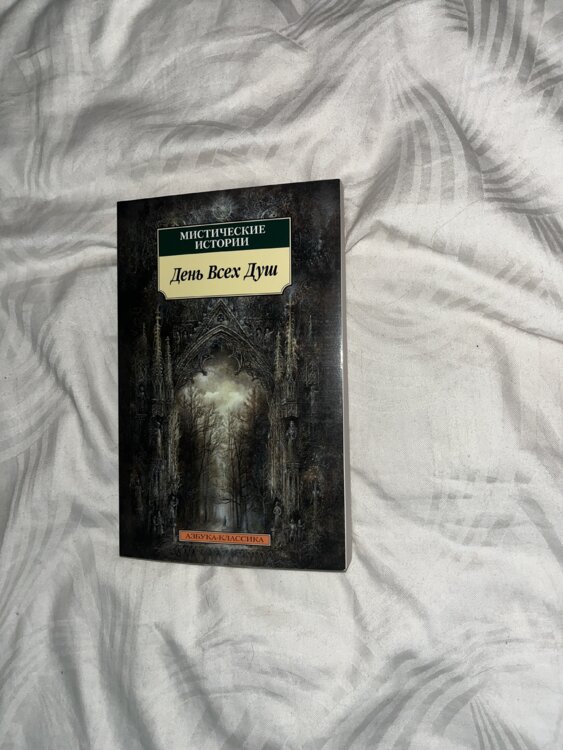 МИСТИЧЕСКИЕ
ИСТОРИИ
День Всех Душ
АЗБУКА-КЛАССИКА